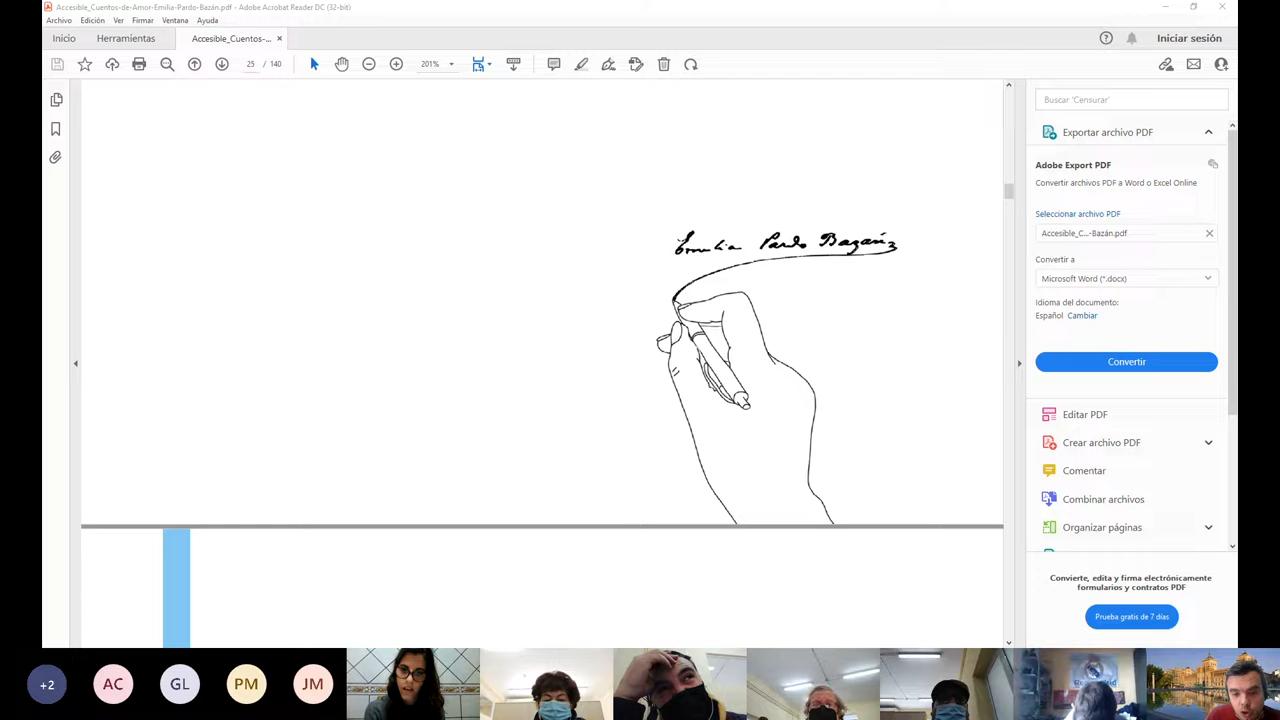 Accesible_Cuentos-de-Amor-Emilia-Pardo-Bazán.pdf - Adobe Acrobat Reader DC (32-bit)
Archivo Edición Ver Firmar Ventana Ayuda
Inicio Herramientas Accesible_Cuentos-... × Iniciar sesión
25 / 140 201%
Buscar 'Censurar'
Exportar archivo PDF
Adobe Export PDF
Convertir archivos PDF a Word o Excel Online
Seleccionar archivo PDF
Accesible_C...-Bazán.pdf
Convertir a
Microsoft Word (*.docx)
Idioma del documento:
Español Cambiar
Convertir
Editar PDF
Crear archivo PDF
Comentar
Combinar archivos
Organizar páginas
Convierte, edita y firma electrónicamente
formularios y contratos PDF
Prueba gratis de 7 días
Emilia Pardo Bazán
+2 AC GL PM JM